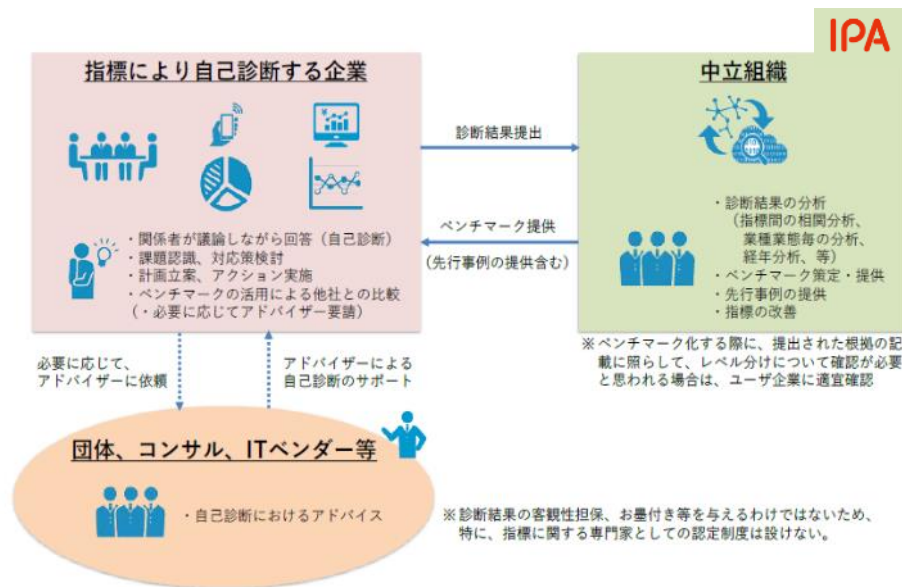 IPA
指標により自己診断する企業
・関係者が議論しながら回答（自己診断）
・課題認識、対応策検討
・計画立案、アクション実施
・ベンチマークの活用による他社との比較
（・必要に応じてアドバイザー要請）
診断結果提出
ベンチマーク提供
（先行事例の提供含む）
中立組織
・診断結果の分析
（指標間の相関分析、
業種業態毎の分析、
経年分析、等）
・ベンチマーク策定・提供
・先行事例の提供
・指標の改善
※ベンチマーク化する際に、提出された根拠の記
載に照らして、レベル分けについて確認が必要
と思われる場合は、ユーザ企業に適宜確認
必要に応じて、
アドバイザーに依頼
アドバイザーによる
自己診断のサポート
団体、コンサル、ITベンダー等
・自己診断におけるアドバイス
※診断結果の客観性担保、お墨付き等を与えるわけではないため、
特に、指標に関する専門家としての認定制度は設けない。